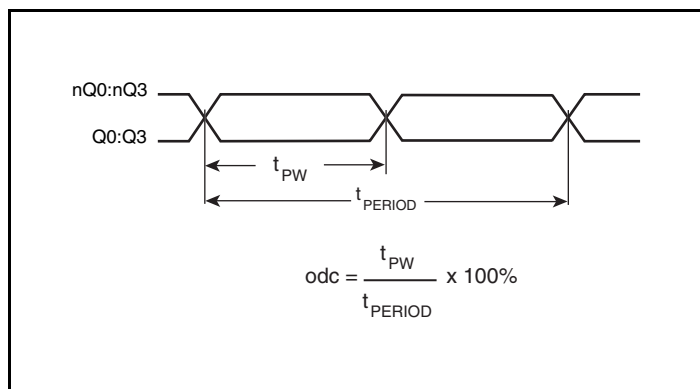 nQ0:nQ3
Q0:Q3
tPW
tPERIOD
odc = tPW / tPERIOD x 100%